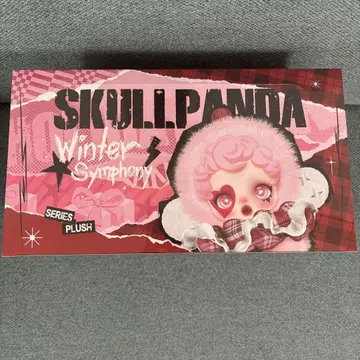 SKULLPANDA
Winter
Symphony
SERIES
PLUSH